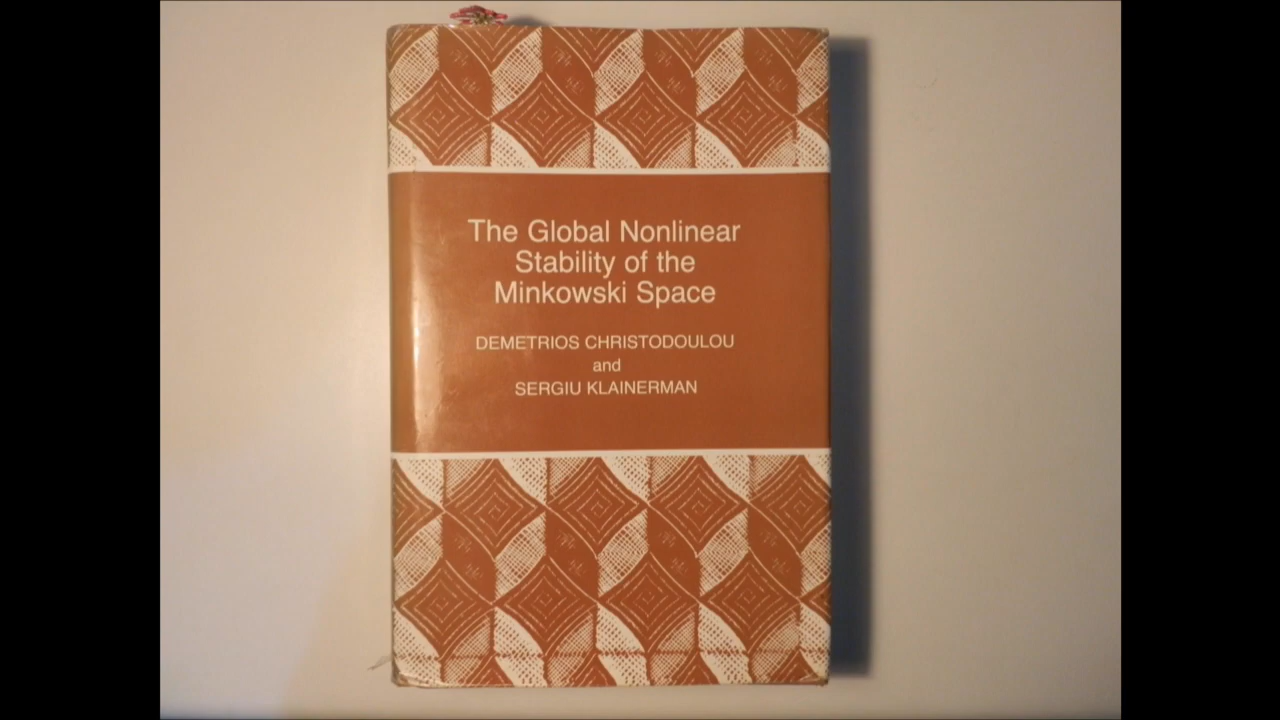 The Global Nonlinear
Stability of the
Minkowski Space
DEMETRIOS CHRISTODOULOU
and
SERGIU KLAINERMAN